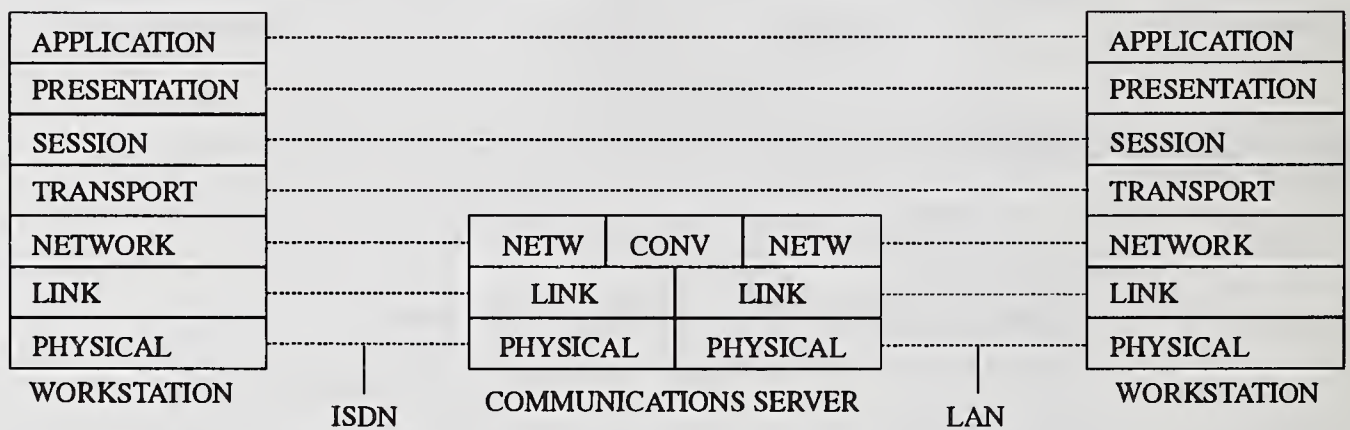 APPLICATION APPLICATION
PRESENTATION PRESENTATION
SESSION SESSION
TRANSPORT TRANSPORT
NETWORK NETW CONV NETW NETWORK
LINK LINK LINK LINK
PHYSICAL PHYSICAL PHYSICAL PHYSICAL
WORKSTATION COMMUNICATIONS SERVER WORKSTATION
ISDN LAN